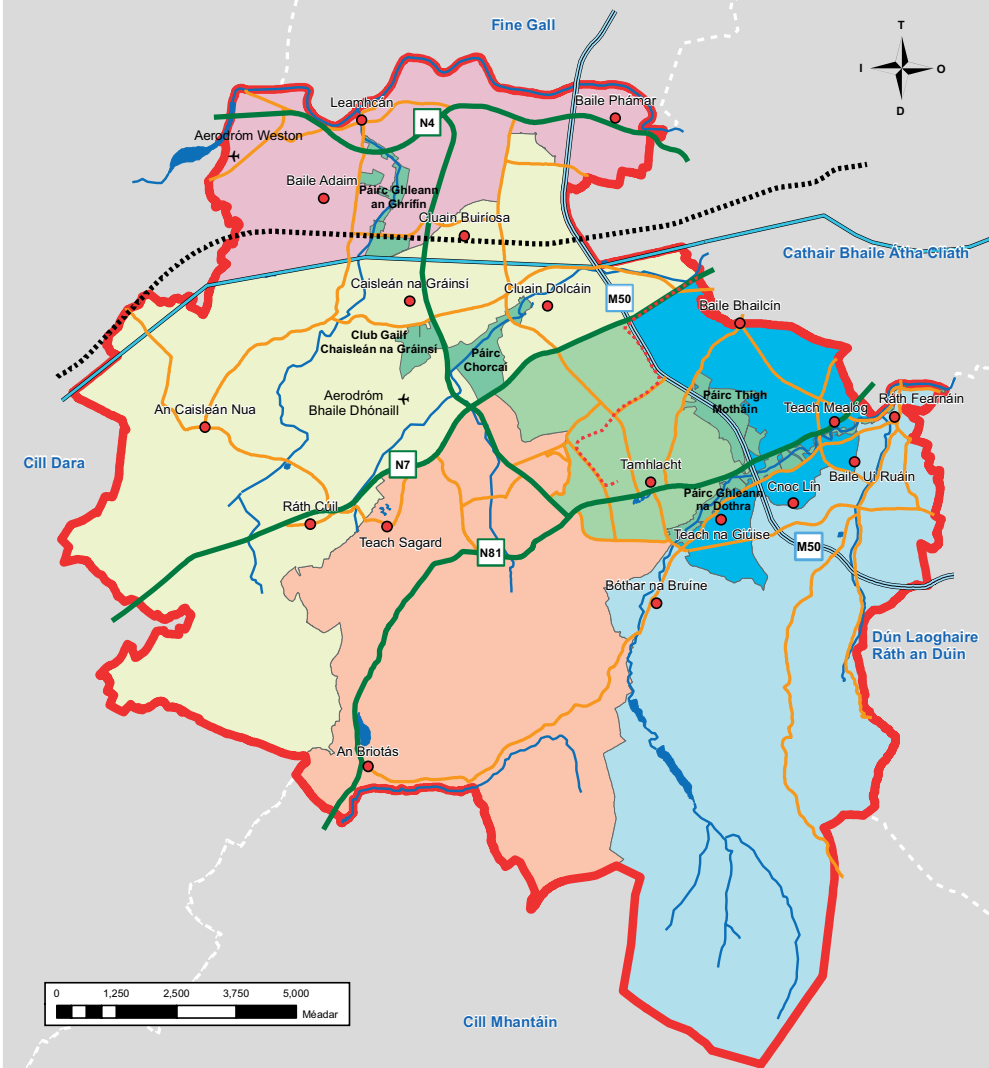 Fine Gall
T
I
O
D
Leamhcán
Baile Phámar
N4
Aerodróm Weston
Baile Adaim
Páirc Ghleann
an Ghrífín
Cluain Buiríosa
Cathair Bhaile Átha Cliath
Caisleán na Gráinsí
Cluain Dolcáin
M50
Baile Bhailcín
Club Gailf
Chaisleán na Gráinsí
Páirc
Chorcaí
Aerodróm
Bhaile Dhónaill
An Caisleán Nua
Páirc Thigh
Motháin
Teach Mealóg
Ráth Fearnáin
Cill Dara
N7
Tamhlacht
Baile Uí Ruáin
Cnoc Lín
Páirc Ghleann
na Dothra
Ráth Cúil
Teach Sagard
Teach na Giúise
N81
M50
Bóthar na Bruíne
Dún Laoghaire
Ráth an Dúin
An Briotás
0 1,250 2,500 3,750 5,000
Méadar
Cill Mhantáin